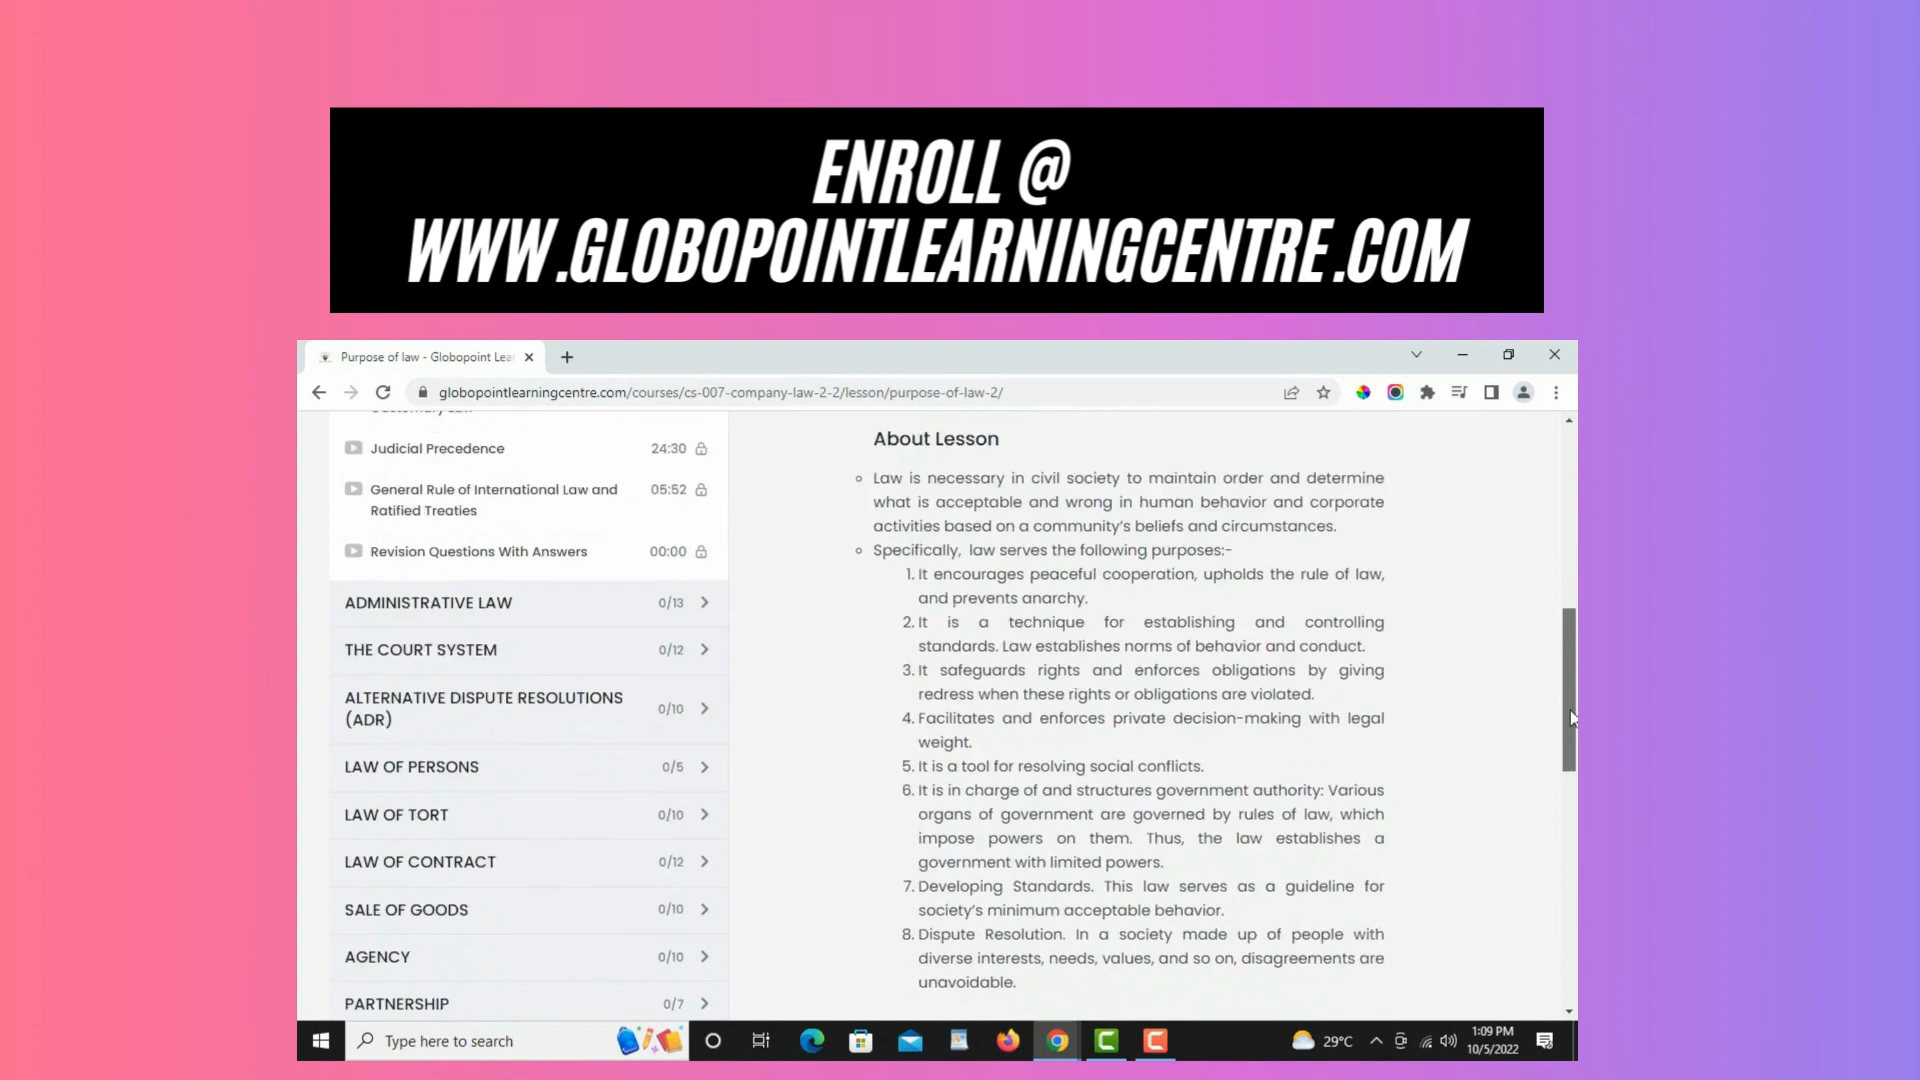 ENROLL @
WWW.GLOBOPOINTLEARNINGCENTRE.COM
Purpose of law - Globopoint Lea
globopointlearningcentre.com/courses/cs-007-company-law-2-2/lesson/purpose-of-law-2/
Judicial Precedence 24:30
General Rule of International Law and 05:52
Ratified Treaties
Revision Questions With Answers 00:00
ADMINISTRATIVE LAW 0/13
THE COURT SYSTEM 0/12
ALTERNATIVE DISPUTE RESOLUTIONS
(ADR) 0/10
LAW OF PERSONS 0/5
LAW OF TORT 0/10
LAW OF CONTRACT 0/12
SALE OF GOODS 0/10
AGENCY 0/10
PARTNERSHIP 0/7
About Lesson
Law is necessary in civil society to maintain order and determine
what is acceptable and wrong in human behavior and corporate
activities based on a community's beliefs and circumstances.
Specifically, law serves the following purposes:-
1. It encourages peaceful cooperation, upholds the rule of law,
and prevents anarchy.
2. It is a technique for establishing and controlling
standards. Law establishes norms of behavior and conduct.
3. It safeguards rights and enforces obligations by giving
redress when these rights or obligations are violated.
4. Facilitates and enforces private decision-making with legal
weight.
5. It is a tool for resolving social conflicts.
6. It is in charge of and structures government authority: Various
organs of government are governed by rules of law, which
impose powers on them. Thus, the law establishes a
government with limited powers.
7. Developing Standards. This law serves as a guideline for
society's minimum acceptable behavior.
8. Dispute Resolution. In a society made up of people with
diverse interests, needs, values, and so on, disagreements are
unavoidable.
Type here to search
29°C
1:09 PM
10/5/2022